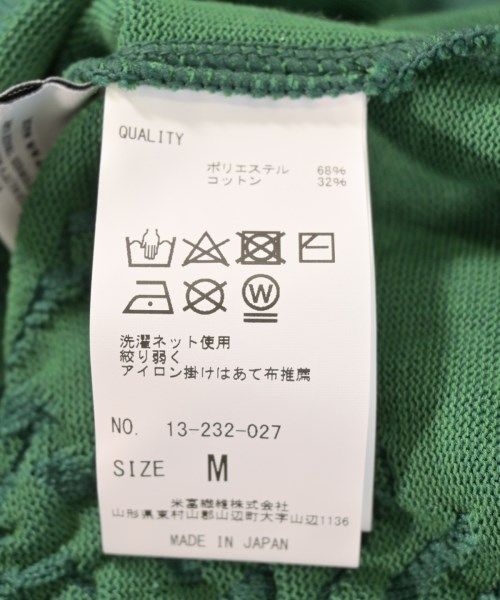 QUALITY
ポリエステル 68%
コットン 32%
W
洗濯ネット使用
絞り弱く
アイロン掛けはあて布推薦
NO. 13-232-027
SIZE M
米富繊維株式会社
山形県東村山郡山辺町大字山辺1136
MADE IN JAPAN